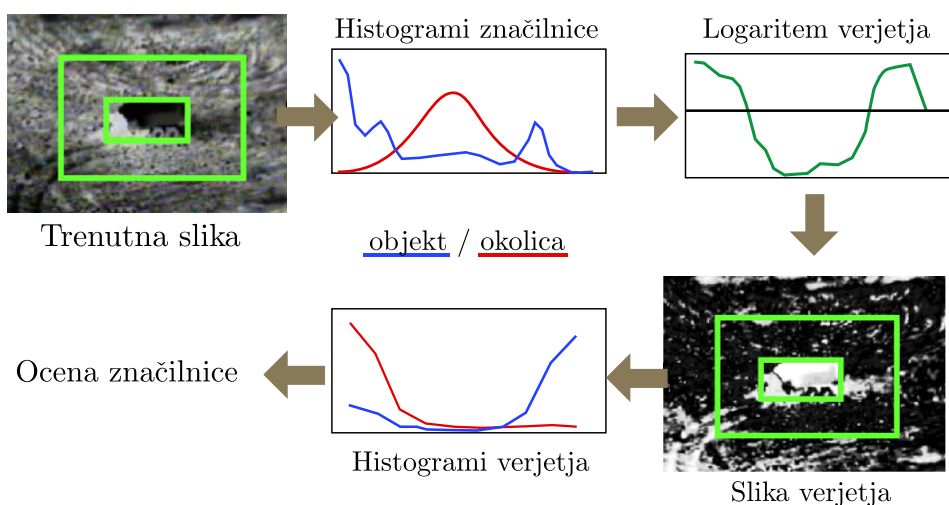 Histogrami značilnice
Logaritem verjetja
Trenutna slika
objekt / okolica
Ocena značilnice
Histogrami verjetja
Slika verjetja